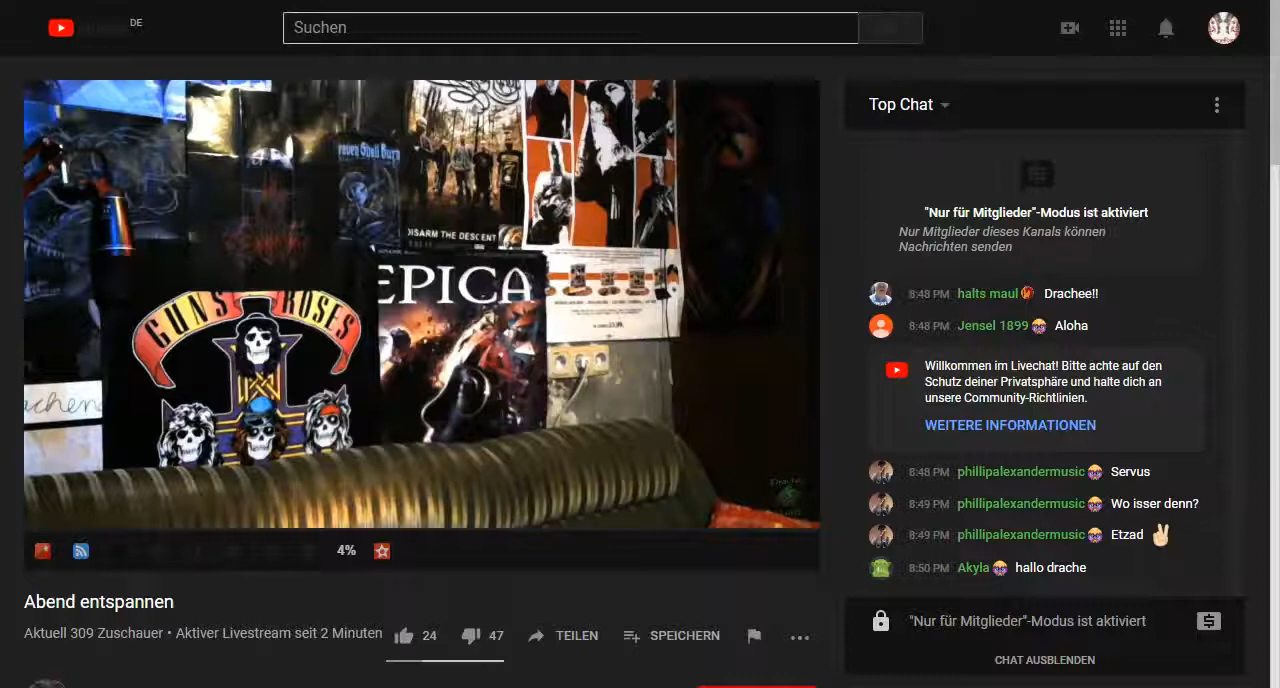 DE
Suchen
raven Shall Burn
DISARM THE DESCENT
EPICA
GUNS ROSES
achen
4%
Abend entspannen
Aktuell 309 Zuschauer • Aktiver Livestream seit 2 Minuten
24
47
TEILEN
SPEICHERN
Top Chat
"Nur für Mitglieder"-Modus ist aktiviert
Nur Mitglieder dieses Kanals können
Nachrichten senden
8:48 PM halts maul Drachee!!
8:48 PM Jensel 1899 Aloha
Willkommen im Livechat! Bitte achte auf den
Schutz deiner Privatsphäre und halte dich an
unsere Community-Richtlinien.
WEITERE INFORMATIONEN
8:48 PM phillipalexandermusic Servus
8:49 PM phillipalexandermusic Wo isser denn?
8:49 PM phillipalexandermusic Etzad ✌
8:50 PM Akyla hallo drache
"Nur für Mitglieder"-Modus ist aktiviert
CHAT AUSBLENDEN